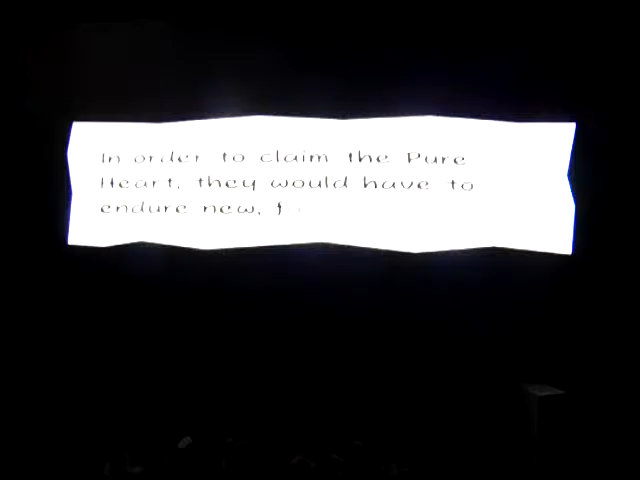 In order to claim the Pure
Heart, they would have to
endure new, f